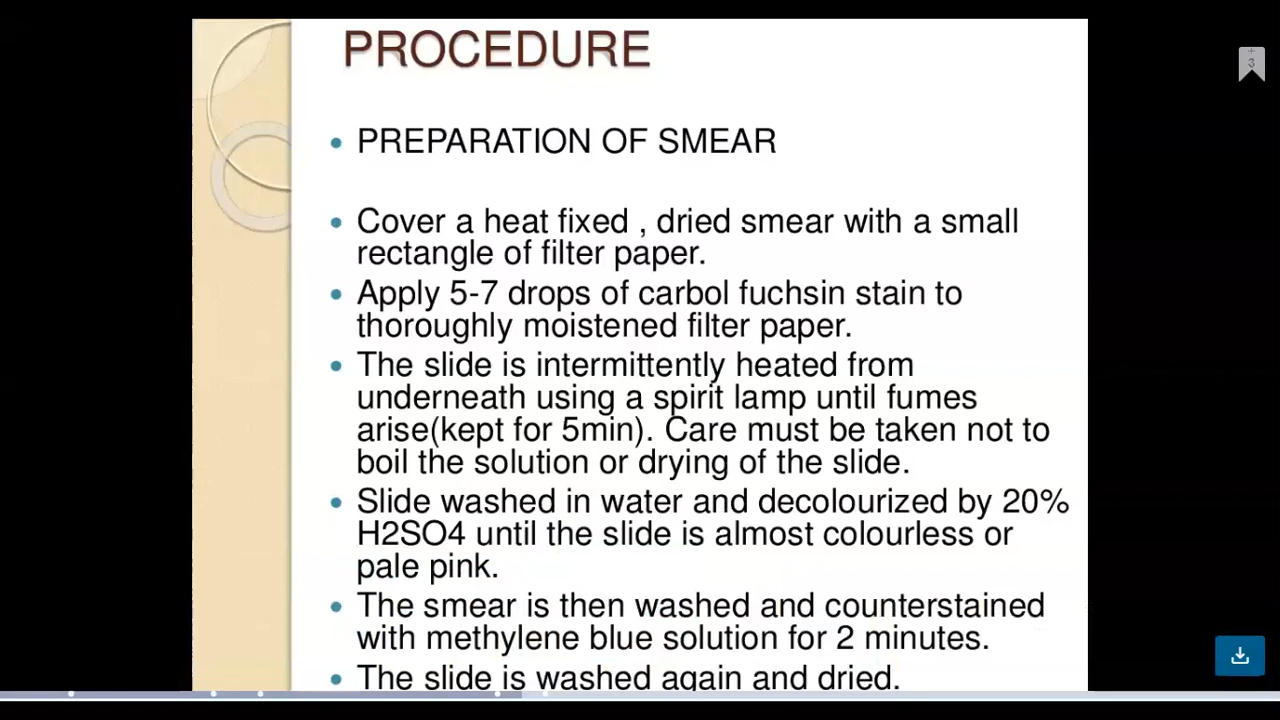 PROCEDURE
• PREPARATION OF SMEAR
• Cover a heat fixed , dried smear with a small
rectangle of filter paper.
• Apply 5-7 drops of carbol fuchsin stain to
thoroughly moistened filter paper.
• The slide is intermittently heated from
underneath using a spirit lamp until fumes
arise(kept for 5min). Care must be taken not to
boil the solution or drying of the slide.
• Slide washed in water and decolourized by 20%
H2SO4 until the slide is almost colourless or
pale pink.
• The smear is then washed and counterstained
with methylene blue solution for 2 minutes.
• The slide is washed again and dried.
+
3